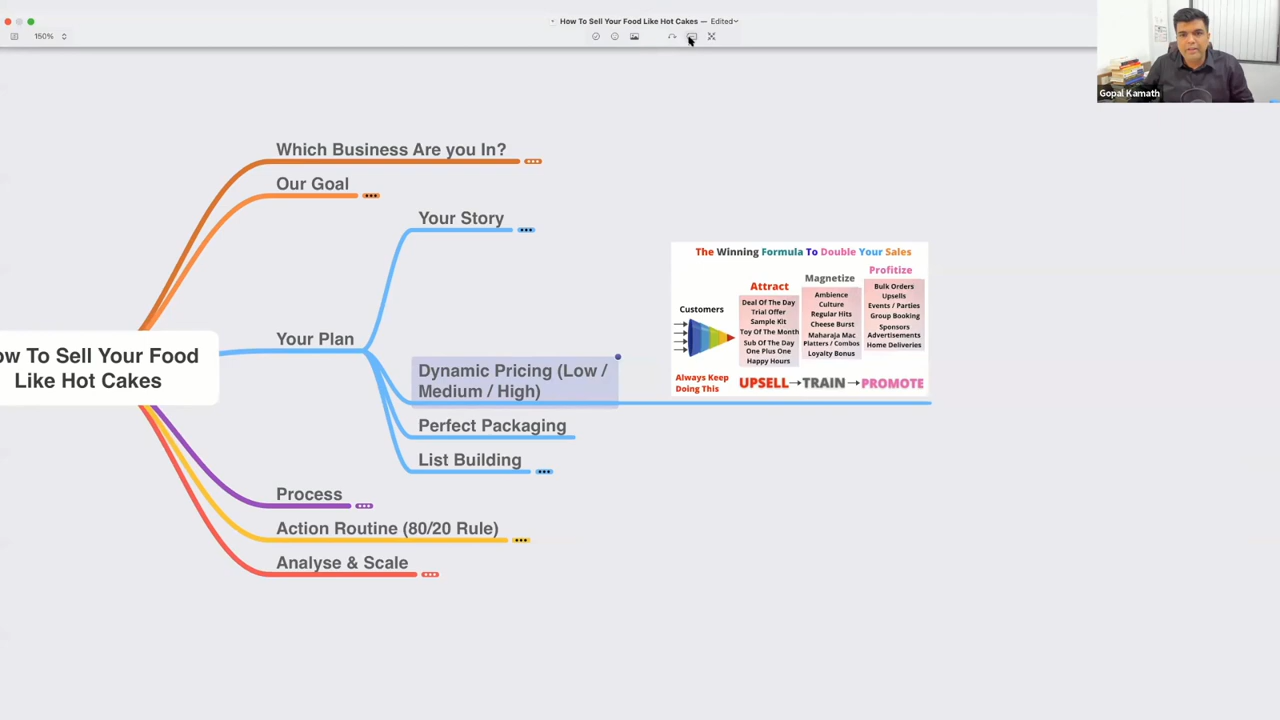 How To Sell Your Food Like Hot Cakes — Edited
150%
Gopal Kamath
Which Business Are you In?
Our Goal
Your Story
Your Plan
ow To Sell Your Food
Like Hot Cakes
Dynamic Pricing (Low /
Medium / High)
Perfect Packaging
List Building
Process
Action Routine (80/20 Rule)
Analyse & Scale
The Winning Formula To Double Your Sales
Customers
Attract
Deal Of The Day
Trial Offer
Sample Kit
Toy Of The Month
Sub Of The Day
One Plus One
Happy Hours
Magnetize
Ambience
Culture
Regular Hits
Cheese Burst
Maharaja Mac
Platters / Combos
Loyalty Bonus
Profitize
Bulk Orders
Upsells
Events / Parties
Group Booking
Sponsors
Advertisements
Home Deliveries
Always Keep
Doing This
UPSELL→TRAIN→PROMOTE